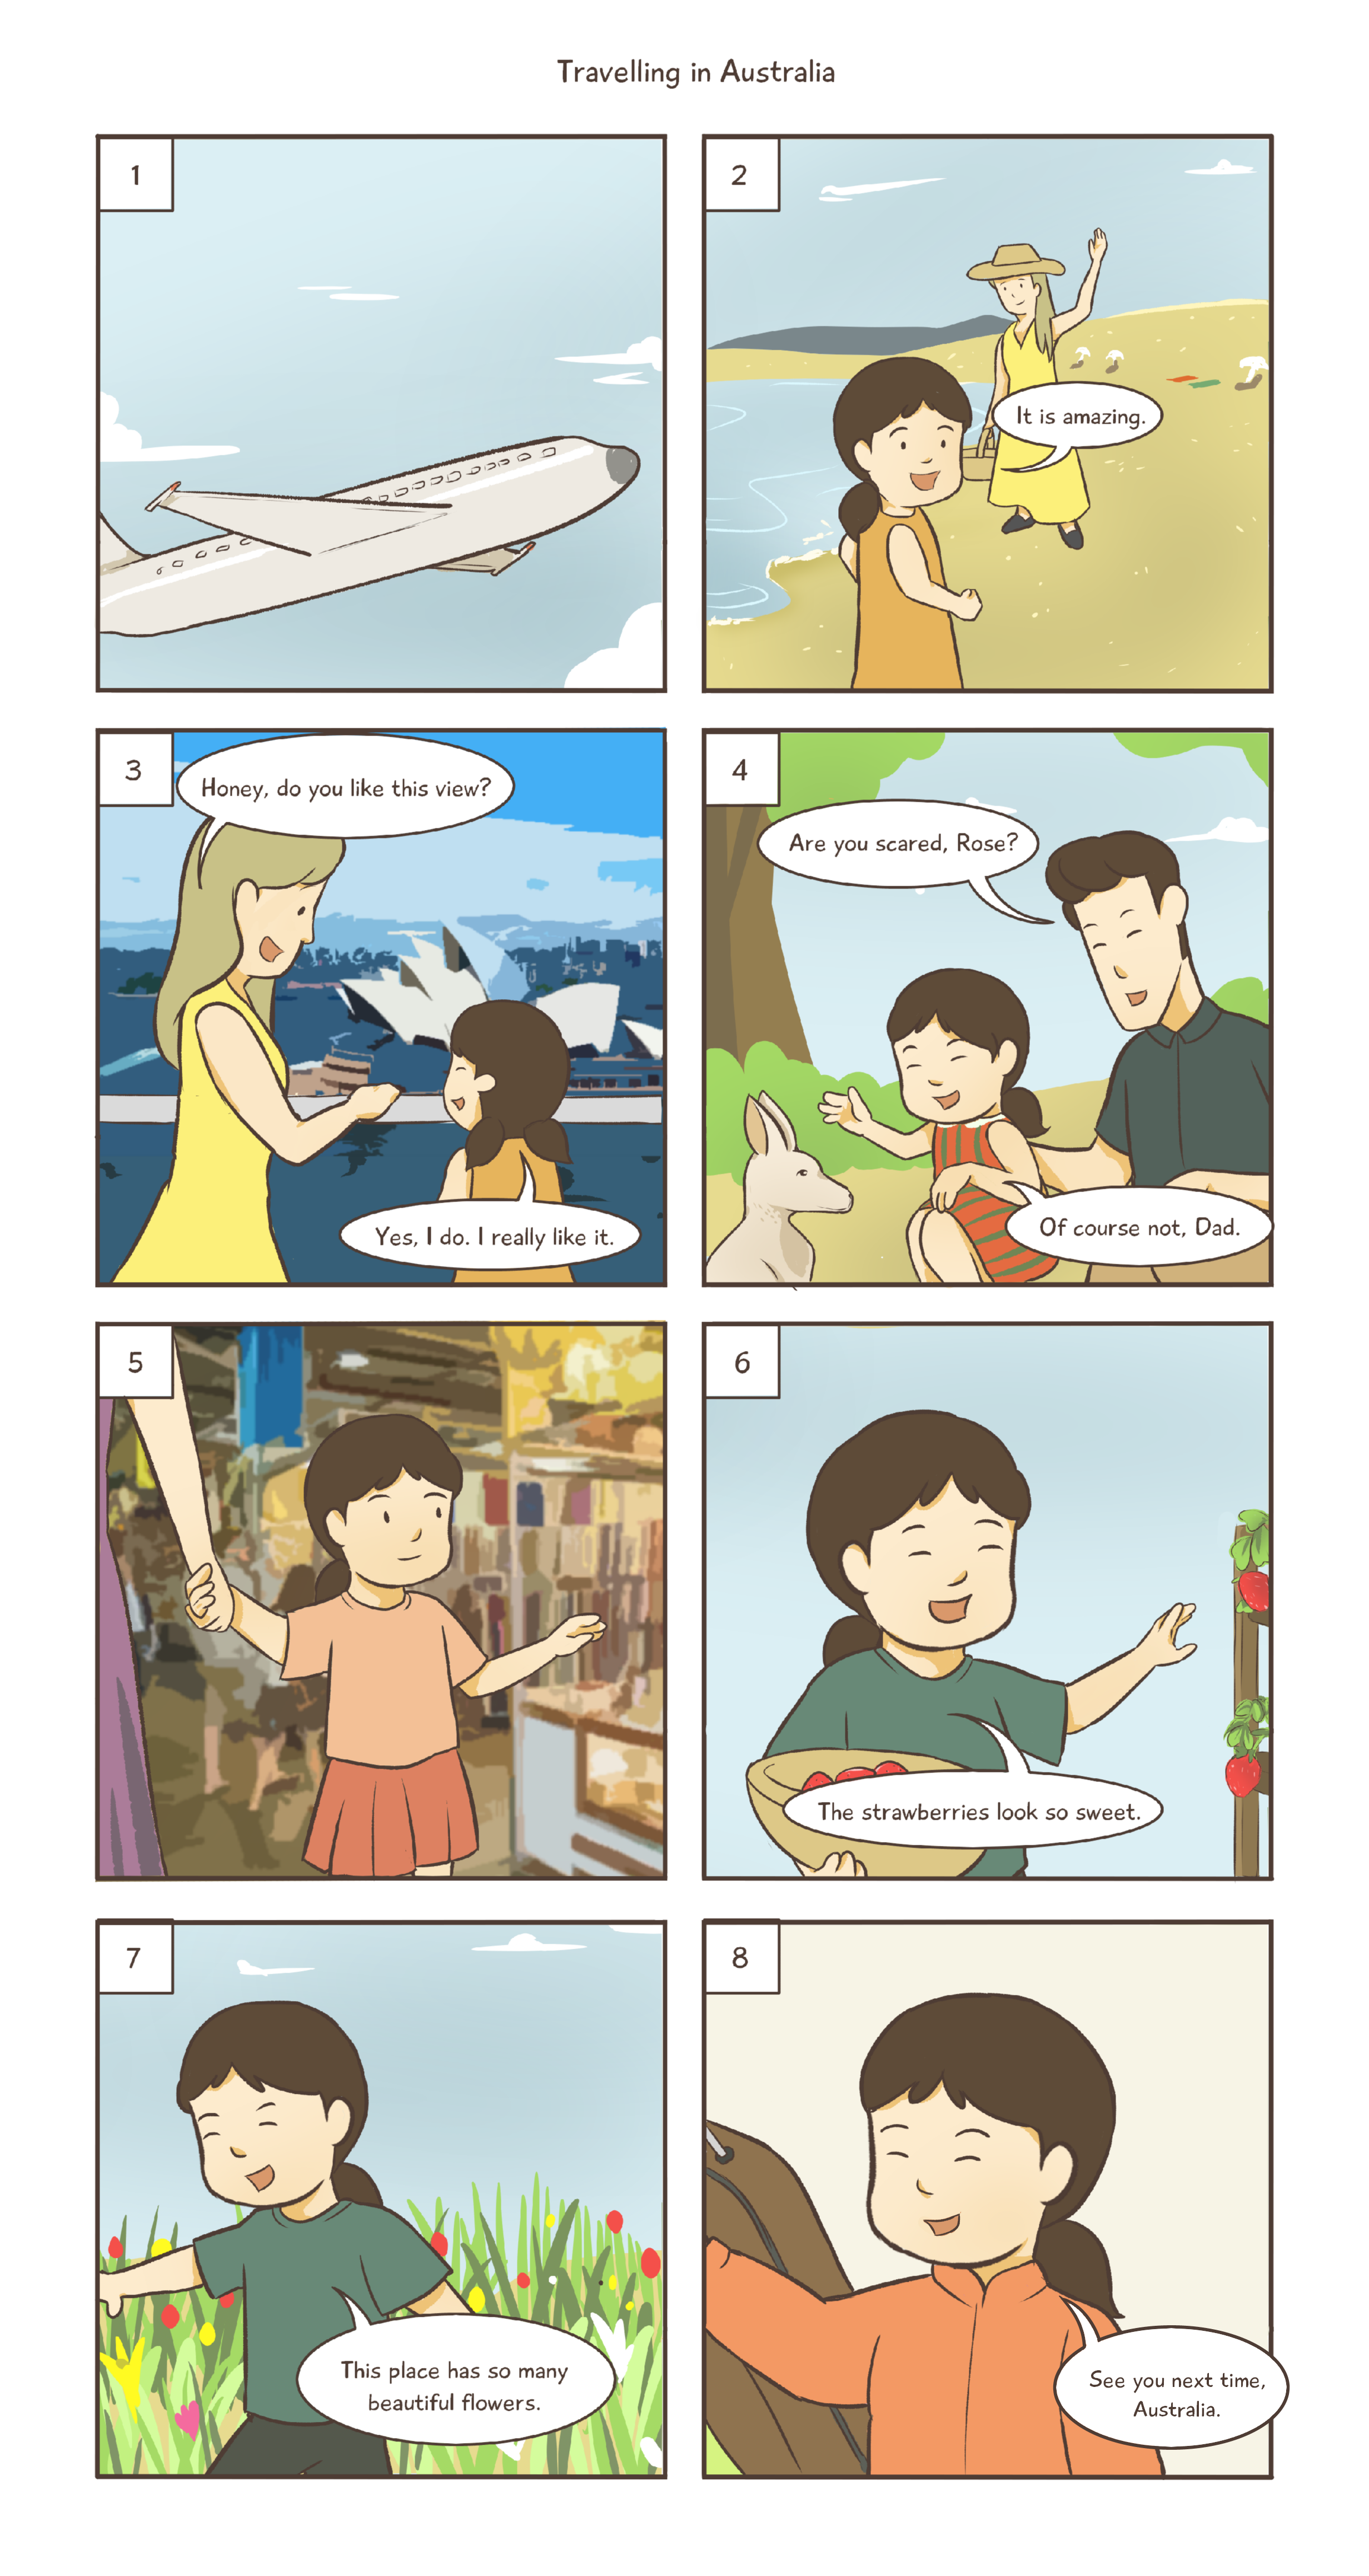 Travelling in Australia
1
2
It is amazing.
3
Honey, do you like this view?
Yes, I do. I really like it.
4
Are you scared, Rose?
Of course not, Dad.
5
6
The strawberries look so sweet.
7
This place has so many
beautiful flowers.
8
See you next time,
Australia.